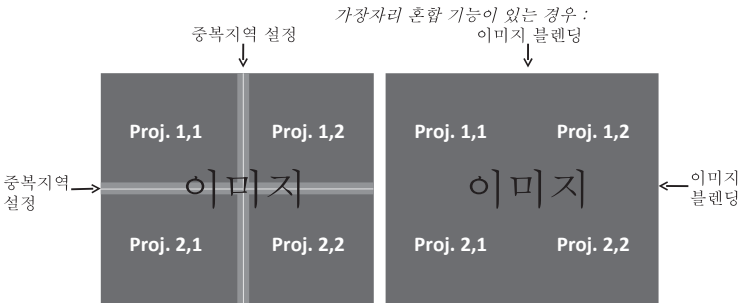 가장자리 혼합 기능이 있는 경우 :
중복지역 설정
이미지 블렌딩
Proj. 1,1
Proj. 1,2
Proj. 1,1
Proj. 1,2
중복지역
설정
이미지
이미지
이미지
블렌딩
Proj. 2,1
Proj. 2,2
Proj. 2,1
Proj. 2,2